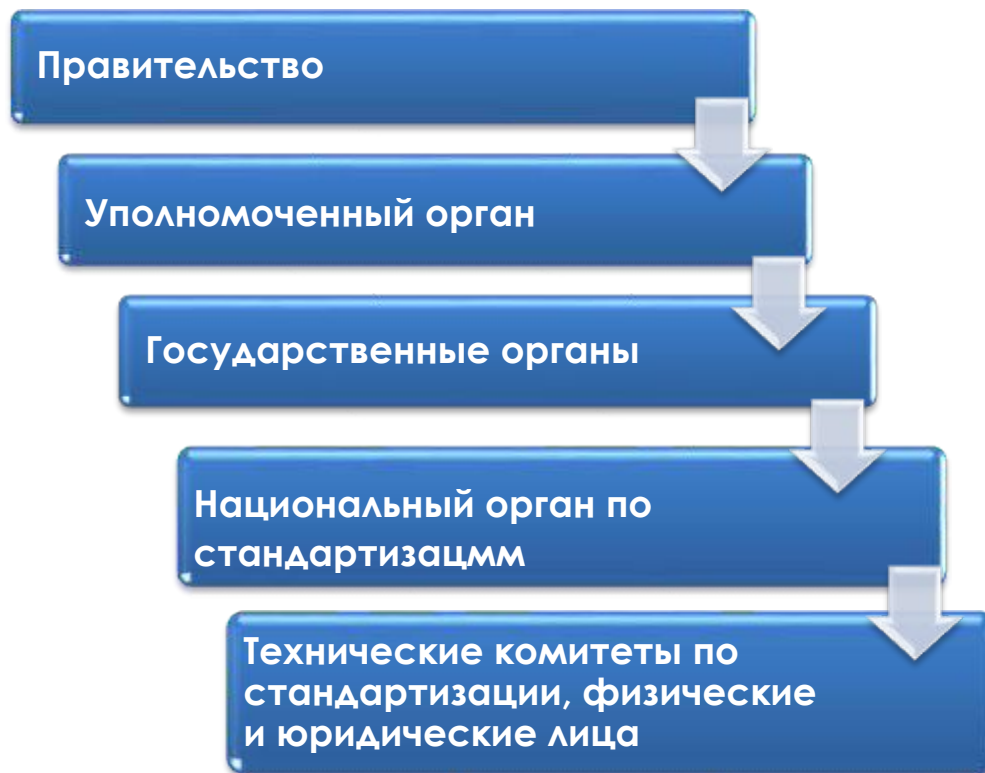 Правительство
Уполномоченный орган
Государственные органы
Национальный орган по
стандартизацмм
Технические комитеты по
стандартизации, физические
и юридические лица